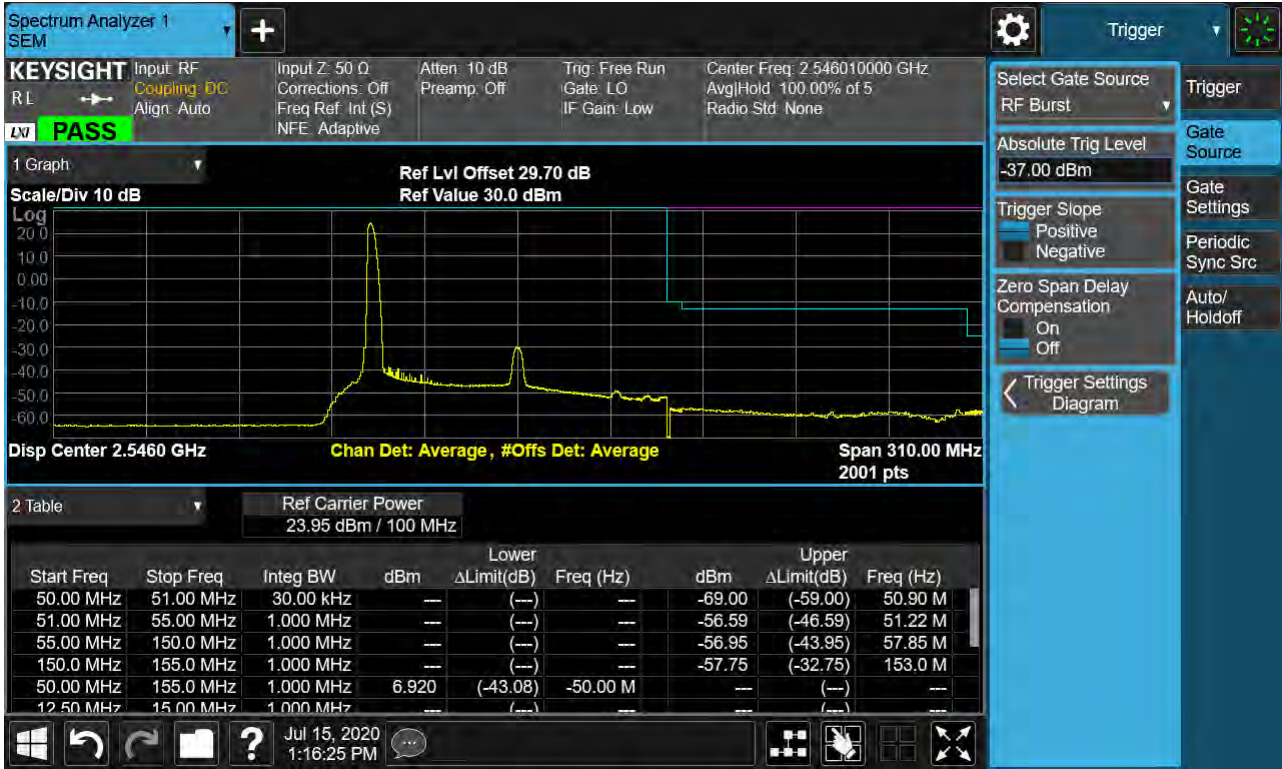 Spectrum Analyzer 1
SEM
Trigger
KEYSIGHT
R L
LXI
PASS
Input: RF
Coupling: DC
Align: Auto
Input Z: 50 Ω
Corrections: Off
Freq Ref: Int (S)
NFE: Adaptive
Atten: 10 dB
Preamp: Off
Trig: Free Run
Gate: LO
IF Gain: Low
Center Freq: 2.546010000 GHz
Avg|Hold: 100.00% of 5
Radio Std: None
1 Graph
Scale/Div 10 dB
Ref Lvl Offset 29.70 dB
Ref Value 30.0 dBm
Log
20.0
10.0
0.00
-10.0
-20.0
-30.0
-40.0
-50.0
-60.0
Disp Center 2.5460 GHz
Chan Det: Average, #Offs Det: Average
Span 310.00 MHz
2001 pts
2 Table
Ref Carrier Power
23.95 dBm / 100 MHz
Lower Upper
Start Freq Stop Freq Integ BW dBm ΔLimit(dB) Freq (Hz) dBm ΔLimit(dB) Freq (Hz)
50.00 MHz 51.00 MHz 30.00 kHz --- (---) --- -69.00 (-59.00) 50.90 M
51.00 MHz 55.00 MHz 1.000 MHz --- (---) --- -56.59 (-46.59) 51.22 M
55.00 MHz 150.0 MHz 1.000 MHz --- (---) --- -56.95 (-43.95) 57.85 M
150.0 MHz 155.0 MHz 1.000 MHz --- (---) --- -57.75 (-32.75) 153.0 M
50.00 MHz 155.0 MHz 1.000 MHz 6.920 (-43.08) -50.00 M --- (---) ---
12.50 MHz 15.00 MHz 1.000 MHz --- (---) --- --- (---) ---
Jul 15, 2020
1:16:25 PM
Select Gate Source
RF Burst
Absolute Trig Level
-37.00 dBm
Trigger Slope
Positive
Negative
Zero Span Delay
Compensation
On
Off
Trigger Settings
Diagram
Trigger
Gate
Source
Gate
Settings
Periodic
Sync Src
Auto/
Holdoff